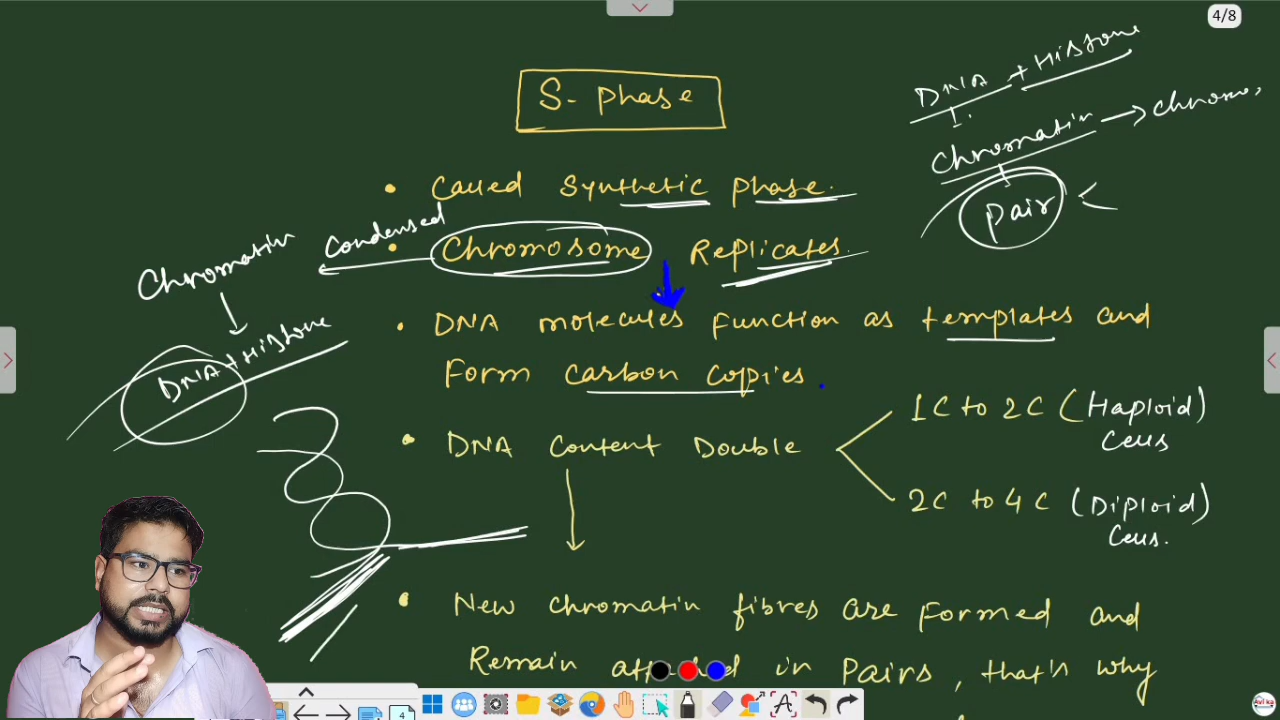 4/8
S- Phase
DNA + Histone
Chromatin → Chromo.
Pair
• Called Synthetic Phase.
• Chromosome Replicates.
Condensed
Chromatin
DNA + Histone
• DNA molecules Function as templates and
Form Carbon Copies.
• DNA Content Double
1C to 2C (Haploid)
Cells
2C to 4C (Diploid)
Cells.
• New chromatin fibres are Formed and
Remain in Pairs, that's why
4